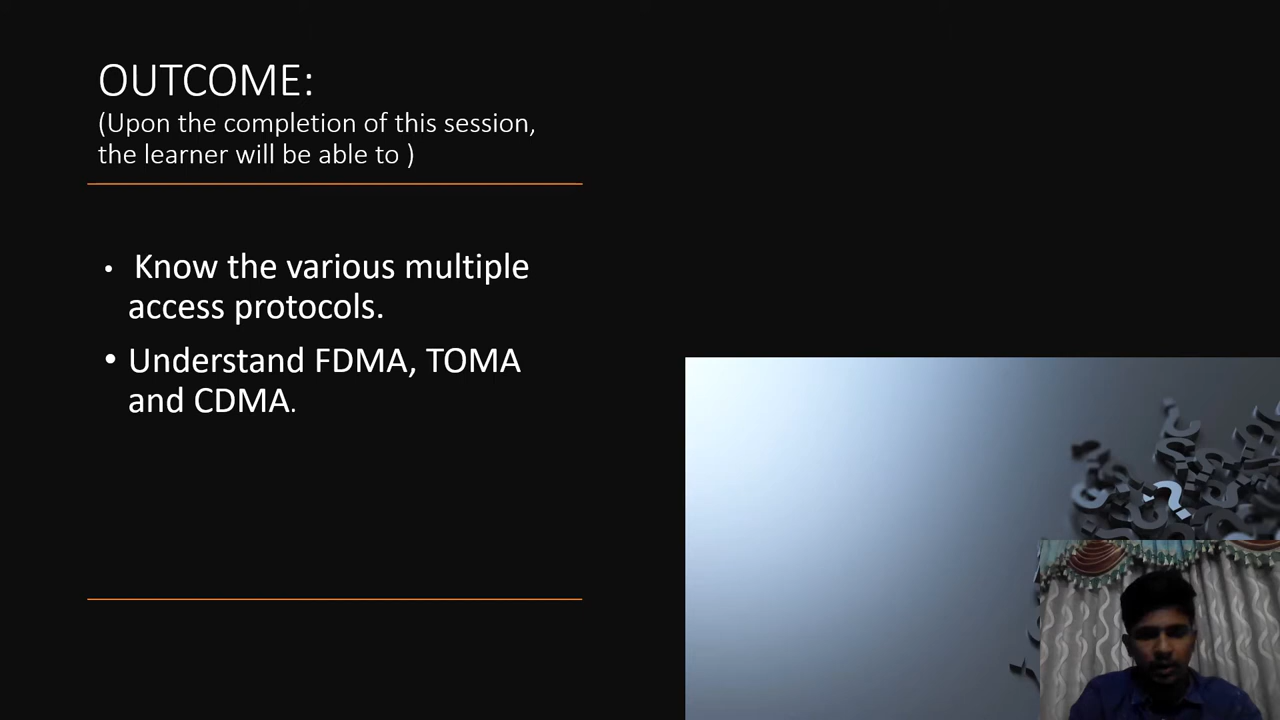 OUTCOME:
(Upon the completion of this session,
the learner will be able to )
• Know the various multiple
access protocols.
• Understand FDMA, TOMA
and CDMA.